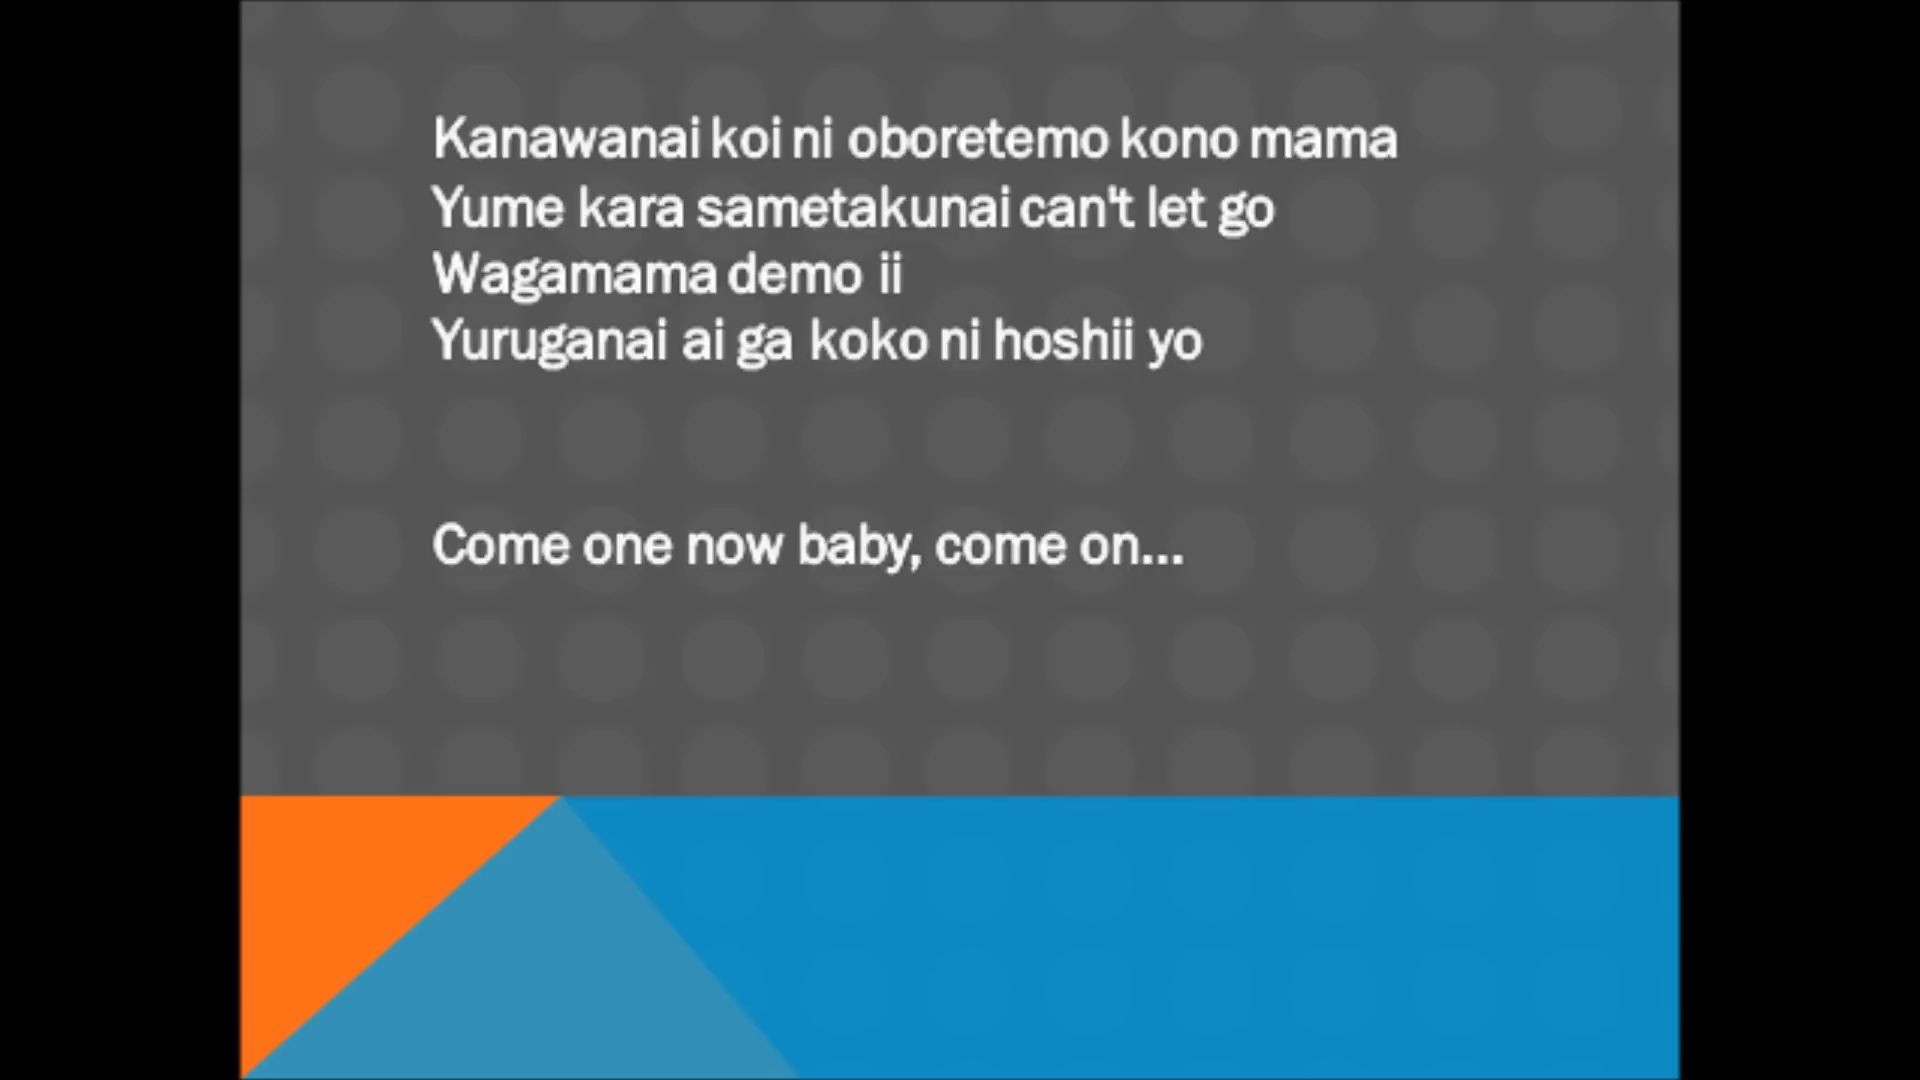 Kanawanai koi ni oboretemo kono mama
Yume kara sametakunai can't let go
Wagamama demo ii
Yuruganai ai ga koko ni hoshii yo
Come one now baby, come on...